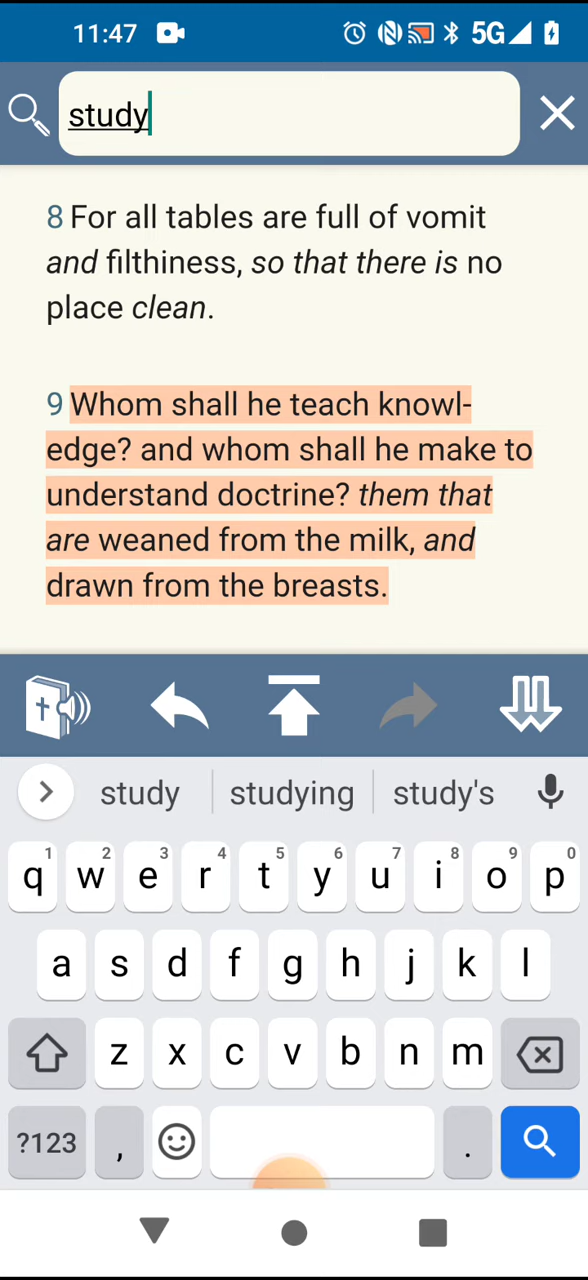 11:47 5G
study
8 For all tables are full of vomit
and filthiness, so that there is no
place clean.
9 Whom shall he teach knowl-
edge? and whom shall he make to
understand doctrine? them that
are weaned from the milk, and
drawn from the breasts.
study studying study's
1 2 3 4 5 6 7 8 9 0
q w e r t y u i o p
a s d f g h j k l
z x c v b n m
?123 , .